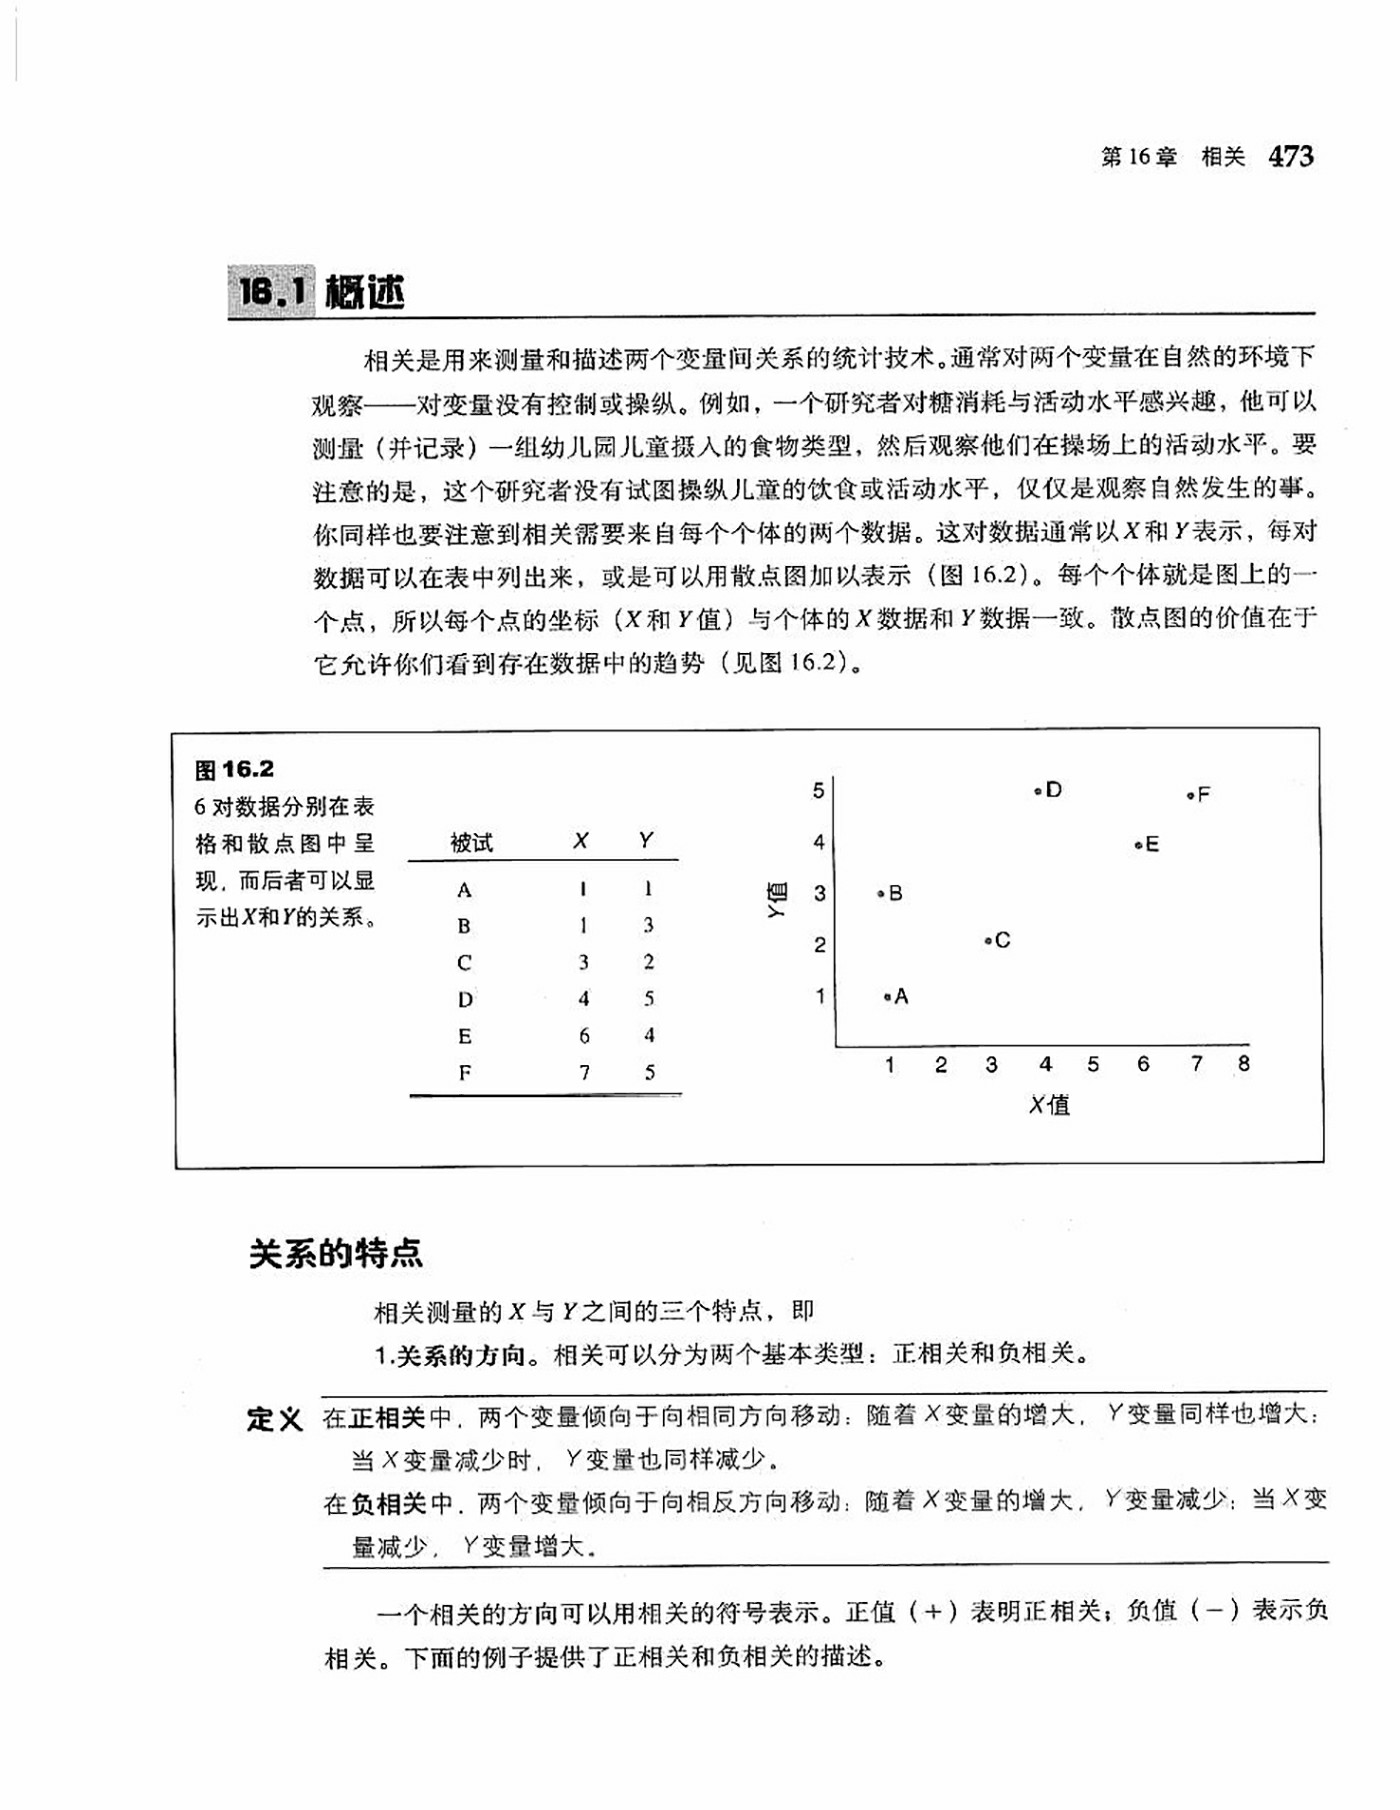 第16章 相关 473
16.1 概述
相关是用来测量和描述两个变量间关系的统计技术。通常对两个变量在自然的环境下
观察——对变量没有控制或操纵。例如，一个研究者对糖消耗与活动水平感兴趣，他可以
测量（并记录）一组幼儿园儿童摄入的食物类型，然后观察他们在操场上的活动水平。要
注意的是，这个研究者没有试图操纵儿童的饮食或活动水平，仅仅是观察自然发生的事。
你同样也要注意到相关需要来自每个个体的两个数据。这对数据通常以X和Y表示，每对
数据可以在表中列出来，或是可以用散点图加以表示（图16.2）。每个个体就是图上的一
个点，所以每个点的坐标（X和Y值）与个体的X数据和Y数据一致。散点图的价值在于
它允许你们看到存在数据中的趋势（见图16.2）。
图16.2
6对数据分别在表
格和散点图中呈
现，而后者可以显
示出X和Y的关系。
被试 X Y
A 1 1
B 1 3
C 3 2
D 4 5
E 6 4
F 7 5
Y值
5 D F
4 E
3 B
2 C
1 A
1 2 3 4 5 6 7 8
X值
关系的特点
相关测量的X与Y之间的三个特点，即
1.关系的方向。相关可以分为两个基本类型：正相关和负相关。
定义 在正相关中，两个变量倾向于向相同方向移动：随着X变量的增大，Y变量同样也增大；
当X变量减少时，Y变量也同样减少。
在负相关中，两个变量倾向于向相反方向移动：随着X变量的增大，Y变量减少；当X变
量减少，Y变量增大。
一个相关的方向可以用相关的符号表示。正值（+）表明正相关；负值（-）表示负
相关。下面的例子提供了正相关和负相关的描述。